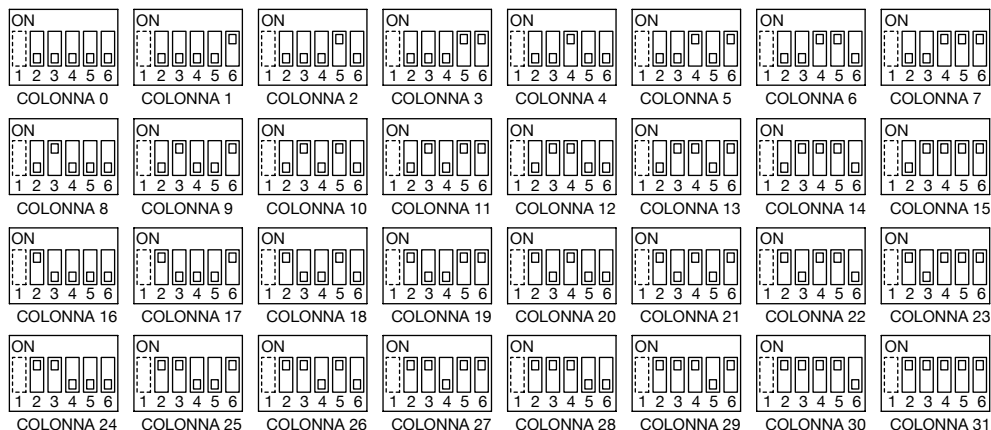 ON ON ON ON ON ON ON ON
1 2 3 4 5 6 1 2 3 4 5 6 1 2 3 4 5 6 1 2 3 4 5 6 1 2 3 4 5 6 1 2 3 4 5 6 1 2 3 4 5 6 1 2 3 4 5 6
COLONNA 0 COLONNA 1 COLONNA 2 COLONNA 3 COLONNA 4 COLONNA 5 COLONNA 6 COLONNA 7
ON ON ON ON ON ON ON ON
1 2 3 4 5 6 1 2 3 4 5 6 1 2 3 4 5 6 1 2 3 4 5 6 1 2 3 4 5 6 1 2 3 4 5 6 1 2 3 4 5 6 1 2 3 4 5 6
COLONNA 8 COLONNA 9 COLONNA 10 COLONNA 11 COLONNA 12 COLONNA 13 COLONNA 14 COLONNA 15
ON ON ON ON ON ON ON ON
1 2 3 4 5 6 1 2 3 4 5 6 1 2 3 4 5 6 1 2 3 4 5 6 1 2 3 4 5 6 1 2 3 4 5 6 1 2 3 4 5 6 1 2 3 4 5 6
COLONNA 16 COLONNA 17 COLONNA 18 COLONNA 19 COLONNA 20 COLONNA 21 COLONNA 22 COLONNA 23
ON ON ON ON ON ON ON ON
1 2 3 4 5 6 1 2 3 4 5 6 1 2 3 4 5 6 1 2 3 4 5 6 1 2 3 4 5 6 1 2 3 4 5 6 1 2 3 4 5 6 1 2 3 4 5 6
COLONNA 24 COLONNA 25 COLONNA 26 COLONNA 27 COLONNA 28 COLONNA 29 COLONNA 30 COLONNA 31